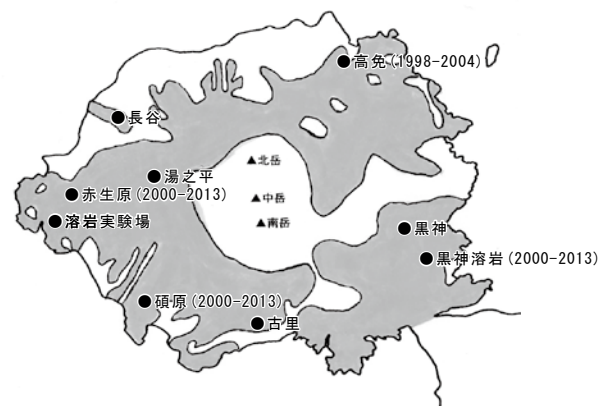 高免(1998-2004)
長谷
▲北岳
湯之平
赤生原(2000-2013)
▲中岳
溶岩実験場
▲南岳
黒神
黒神溶岩(2000-2013)
碩原(2000-2013)
古里